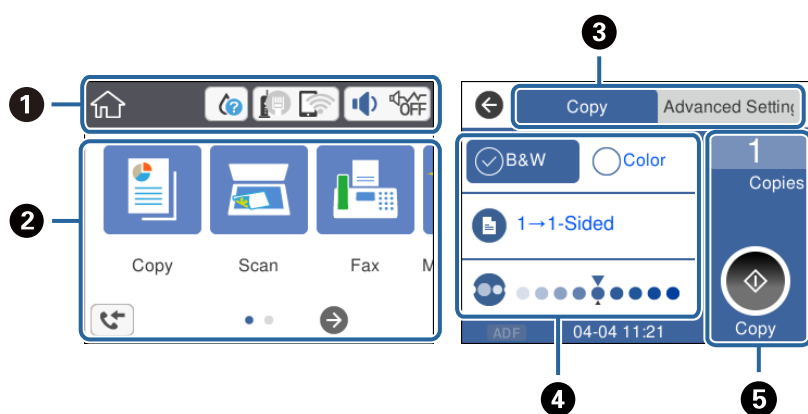 3
1
OFF
Copy
Advanced Setting
B&W
Color
1
Copies
2
1→1-Sided
Copy
Scan
Fax
M
ADF
04-04 11:21
Copy
4
5